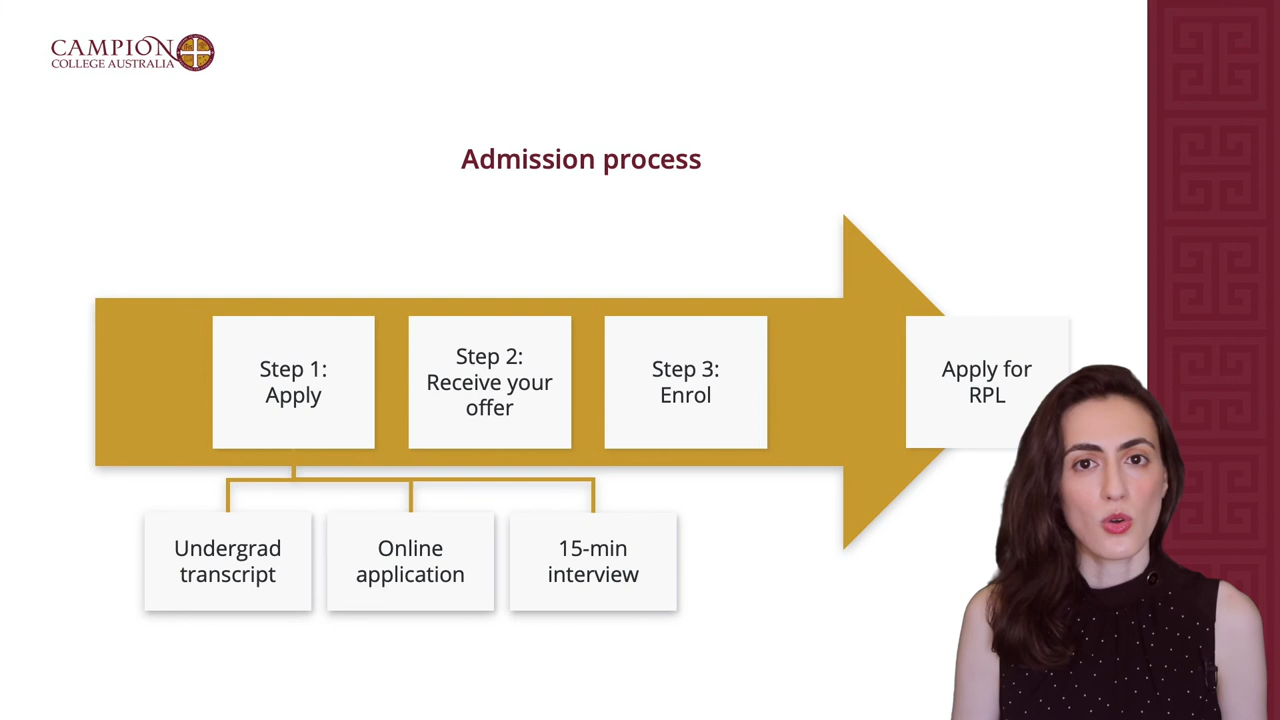 CAMPION
COLLEGE AUSTRALIA
Admission process
Step 1:
Apply
Step 2:
Receive your
offer
Step 3:
Enrol
Apply for
RPL
Undergrad
transcript
Online
application
15-min
interview